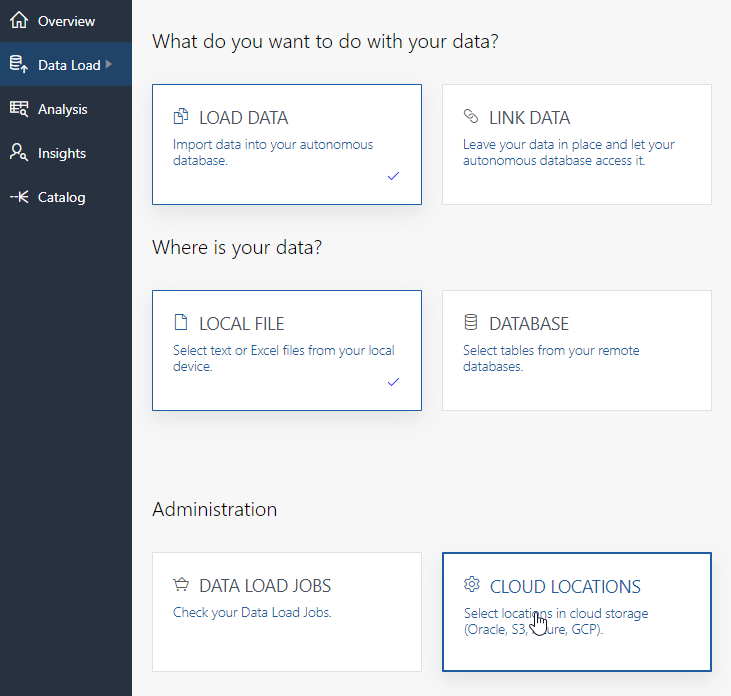 Overview
Data Load
Analysis
Insights
Catalog
What do you want to do with your data?
LOAD DATA
Import data into your autonomous
database.
LINK DATA
Leave your data in place and let your
autonomous database access it.
Where is your data?
LOCAL FILE
Select text or Excel files from your local
device.
DATABASE
Select tables from your remote
databases.
Administration
DATA LOAD JOBS
Check your Data Load Jobs.
CLOUD LOCATIONS
Select locations in cloud storage
(Oracle, S3, GCP).